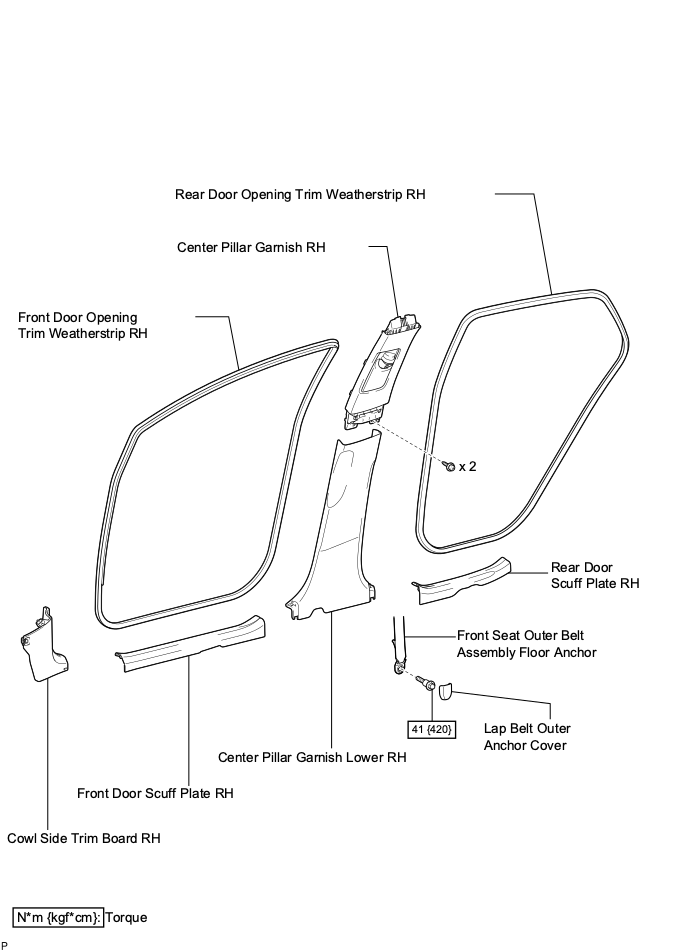 Rear Door Opening Trim Weatherstrip RH
Center Pillar Garnish RH
Front Door Opening
Trim Weatherstrip RH
x 2
Rear Door
Scuff Plate RH
Front Seat Outer Belt
Assembly Floor Anchor
41 {420}
Lap Belt Outer
Anchor Cover
Center Pillar Garnish Lower RH
Front Door Scuff Plate RH
Cowl Side Trim Board RH
N*m {kgf*cm}: Torque
P